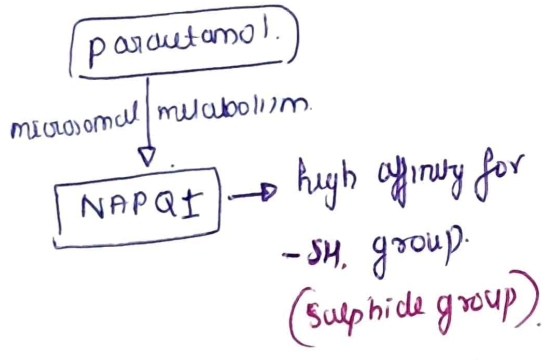 paracetamol.
microsomal metabolism.
NAPQI → high affinity for
-SH. group.
(sulphide group).